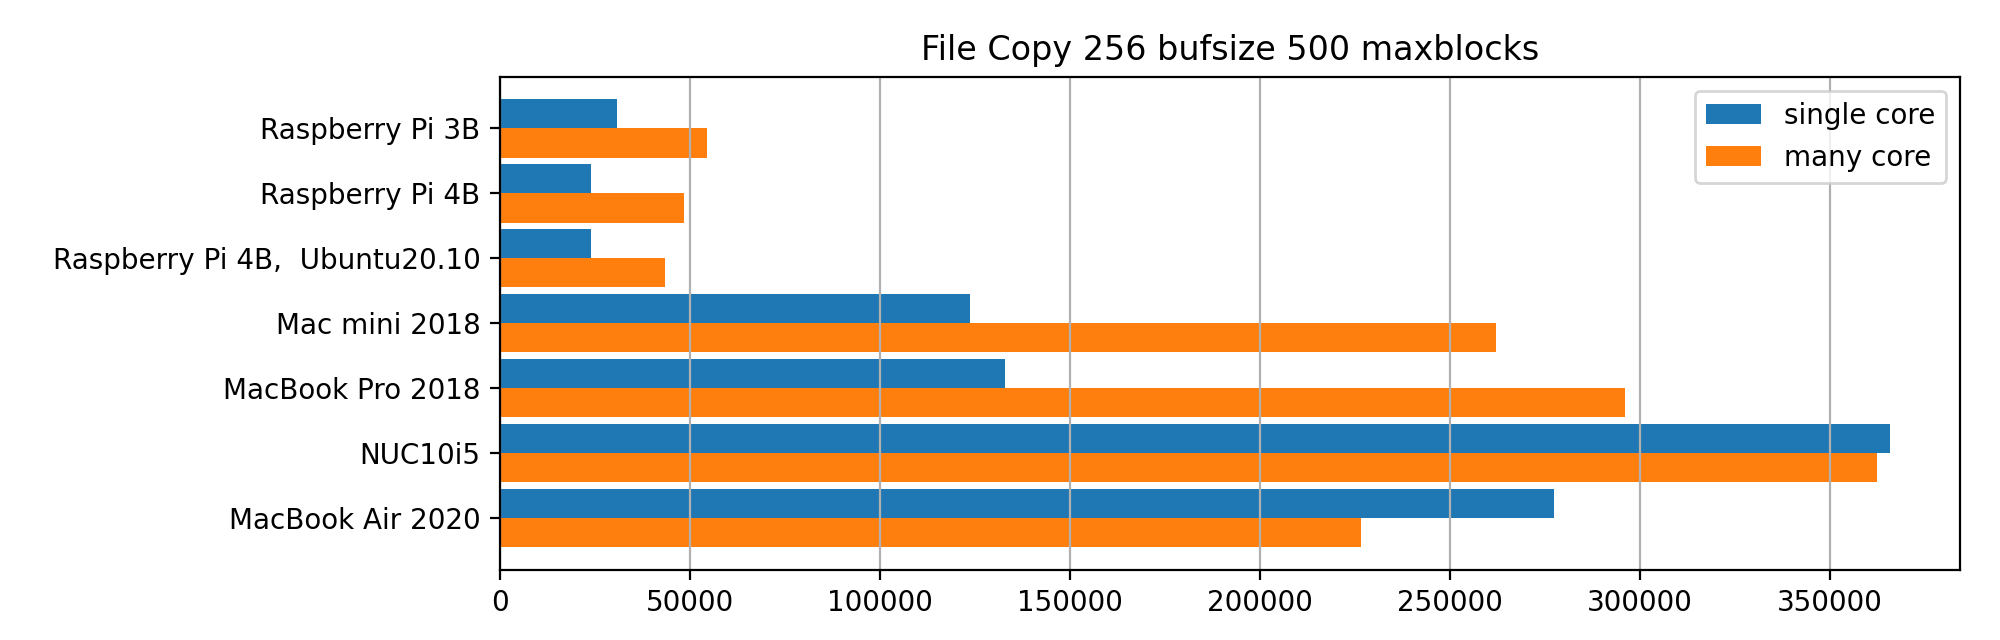 File Copy 256 bufsize 500 maxblocks
single core
many core
Raspberry Pi 3B
Raspberry Pi 4B
Raspberry Pi 4B,  Ubuntu20.10
Mac mini 2018
MacBook Pro 2018
NUC10i5
MacBook Air 2020
0 50000 100000 150000 200000 250000 300000 350000